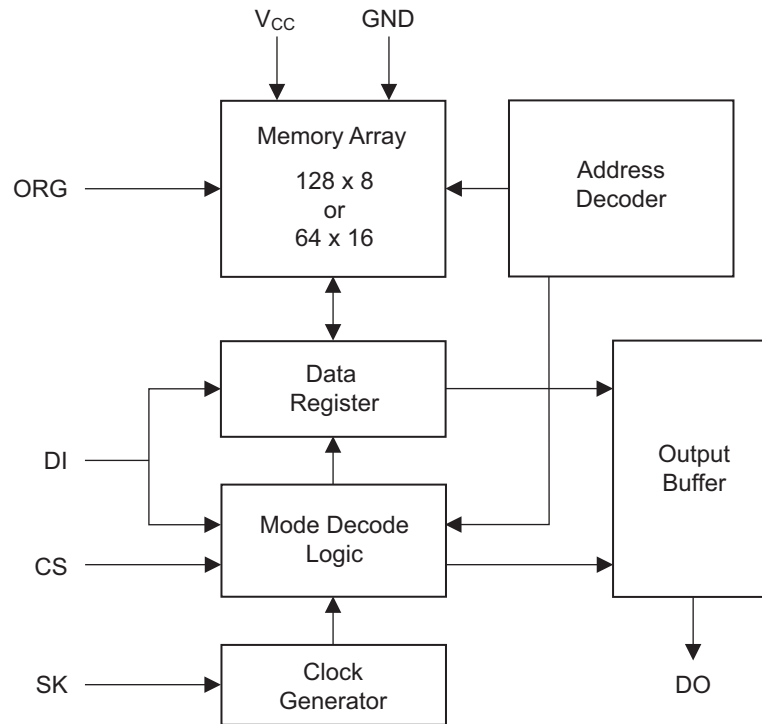 V_CC
GND
Memory Array
128 x 8
or
64 x 16
Address
Decoder
ORG
Data
Register
DI
Output
Buffer
Mode Decode
Logic
CS
SK
Clock
Generator
DO